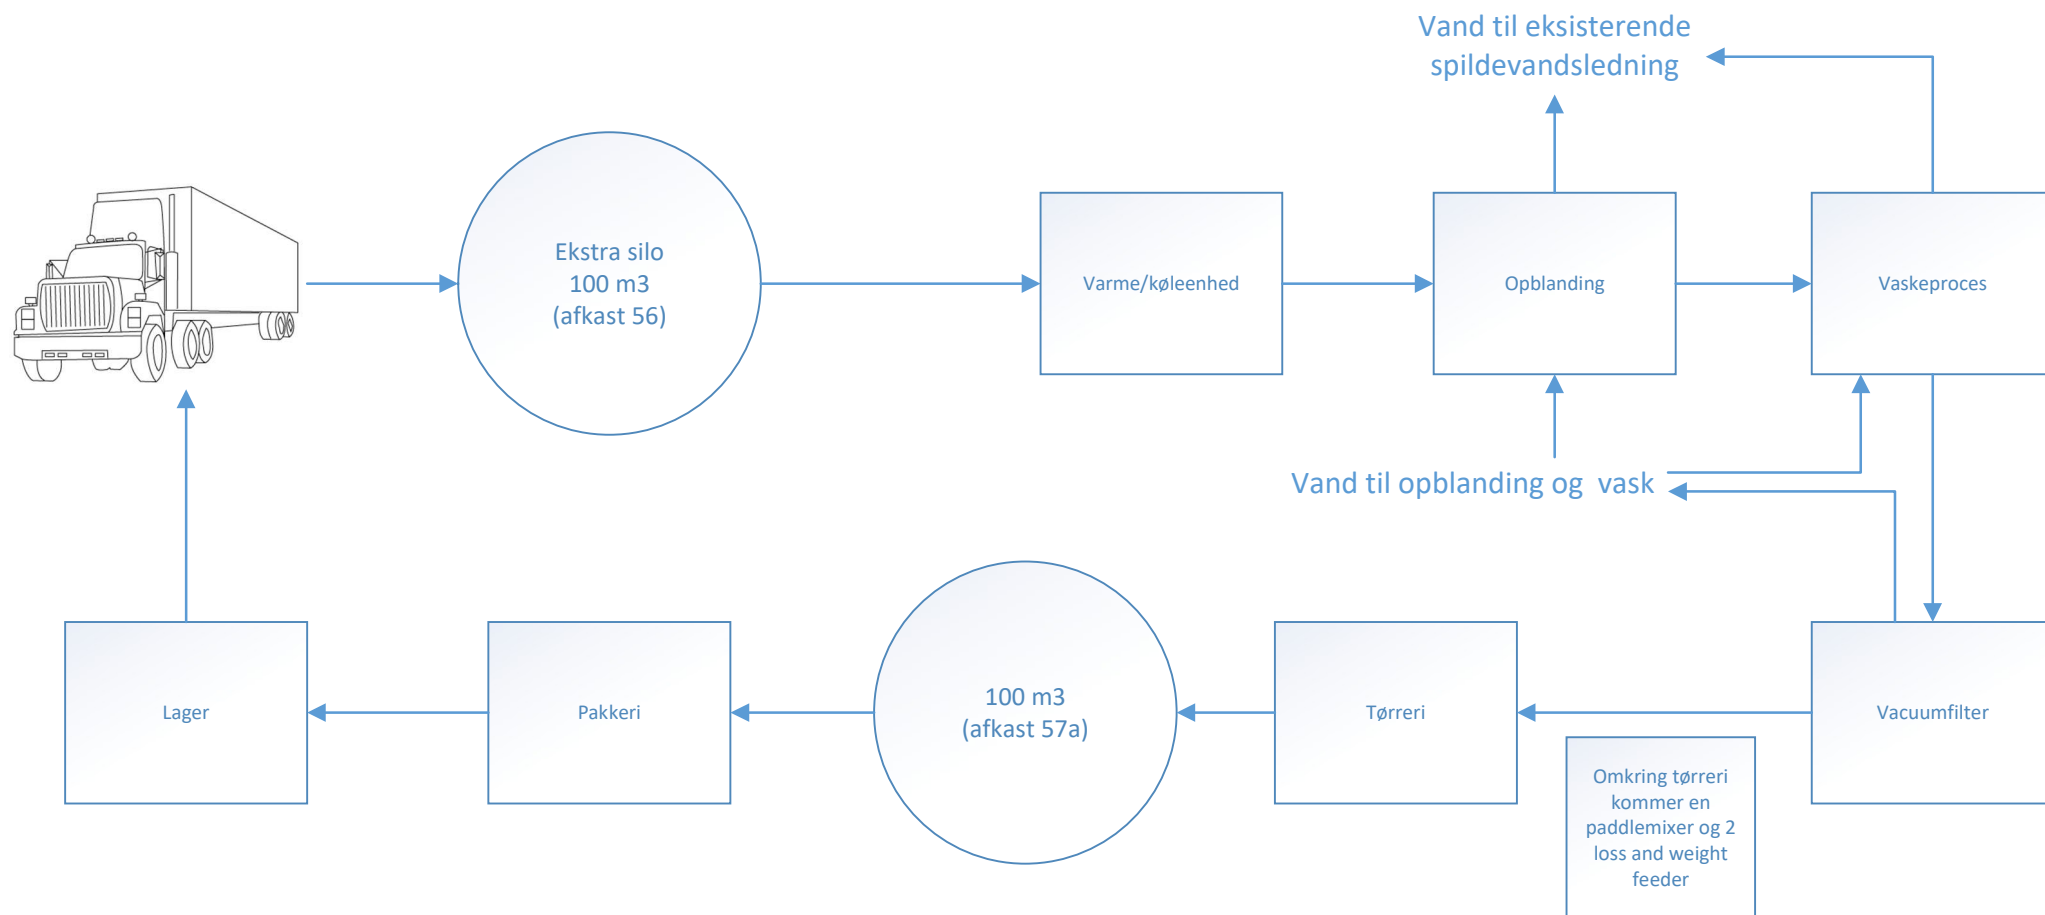 Vand til eksisterende
spildevandsledning
Ekstra silo
100 m3
(afkast 56)
Varme/køleenhed
Opblanding
Vaskeproces
Vand til opblanding og  vask
Lager
Pakkeri
100 m3
(afkast 57a)
Tørreri
Vacuumfilter
Omkring tørreri
kommer en
paddlemixer og 2
loss and weight
feeder